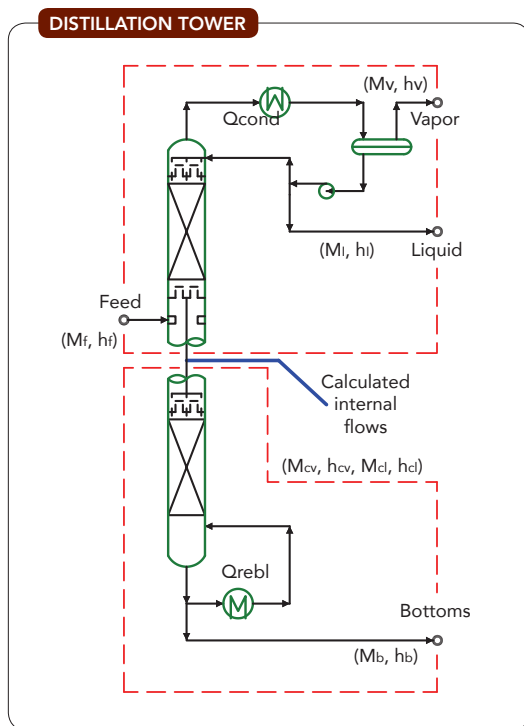 DISTILLATION TOWER
(Mv, hv)
Qcond
Vapor
(Ml, hl)
Liquid
Feed
(Mf, hf)
Calculated
internal
flows
(Mcv, hcv, Mcl, hcl)
Qrebl
Bottoms
(Mb, hb)